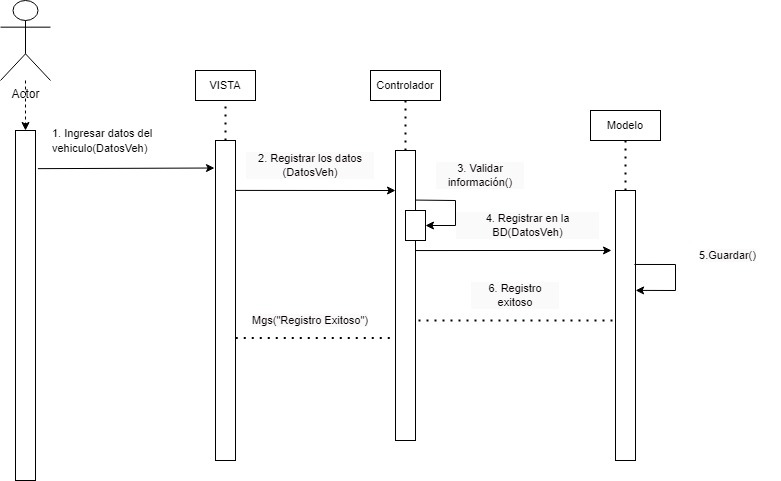 VISTA
Controlador
Actor
Modelo
1. Ingresar datos del
vehiculo(DatosVeh)
2. Registrar los datos
(DatosVeh)
3. Validar
información()
4. Registrar en la
BD(DatosVeh)
5.Guardar()
6. Registro
exitoso
Mgs("Registro Exitoso")